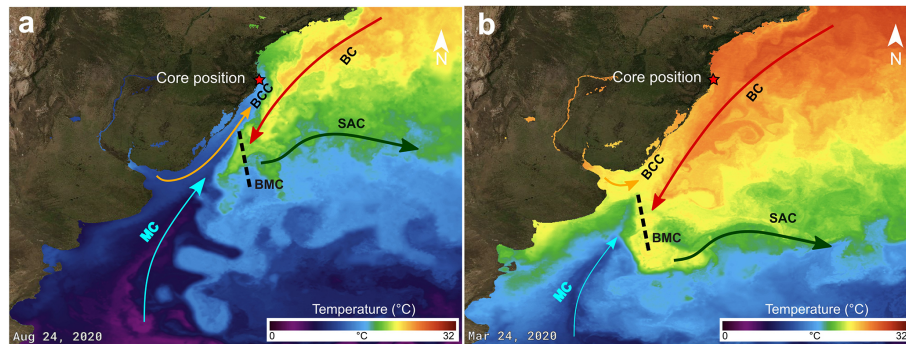 a
Core position
BCC
BC
N
SAC
BMC
MC
Temperature (°C)
0 °C 32
Aug 24, 2020
b
Core position
BC
N
BCC
SAC
BMC
MC
Temperature (°C)
0 °C 32
Mar 24, 2020